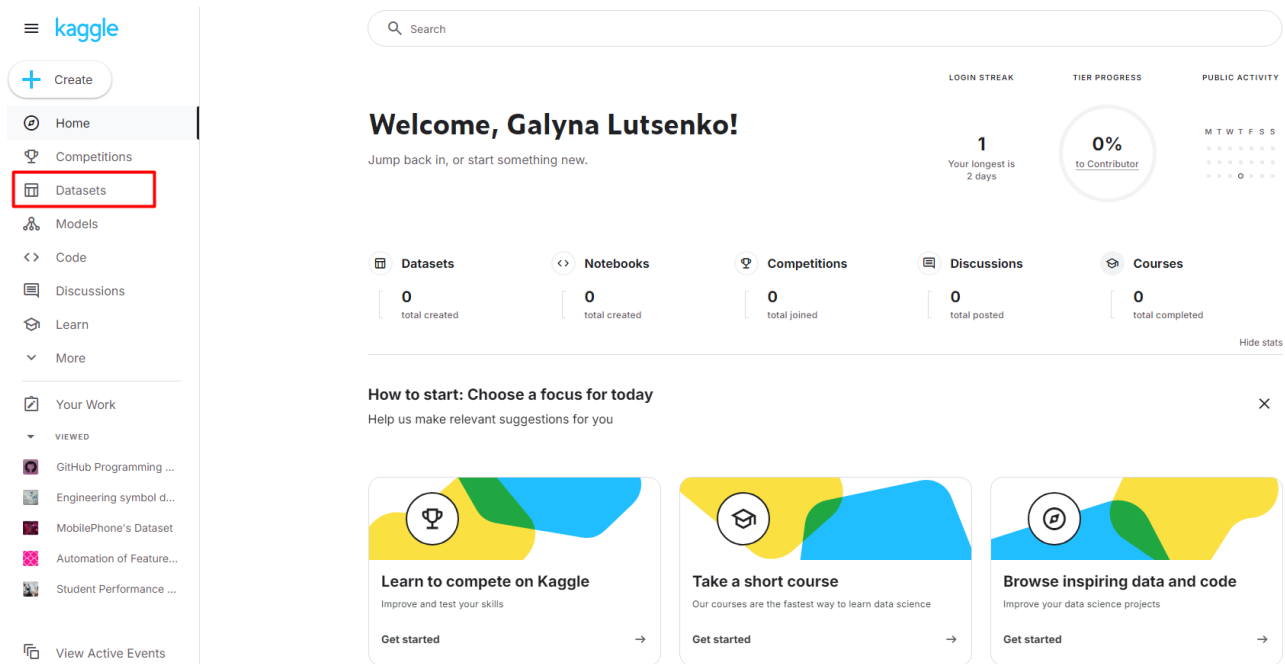 kaggle
Create
Home
Competitions
Datasets
Models
Code
Discussions
Learn
More
Your Work
VIEWED
GitHub Programming ...
Engineering symbol d...
MobilePhone's Dataset
Automation of Feature...
Student Performance ...
View Active Events
Search
LOGIN STREAK TIER PROGRESS PUBLIC ACTIVITY
Welcome, Galyna Lutsenko!
Jump back in, or start something new.
1
Your longest is
2 days
0%
to Contributor
M T W T F S S
Datasets
0
total created
Notebooks
0
total created
Competitions
0
total joined
Discussions
0
total posted
Courses
0
total completed
Hide stats
How to start: Choose a focus for today
Help us make relevant suggestions for you
Learn to compete on Kaggle
Improve and test your skills
Get started
Take a short course
Our courses are the fastest way to learn data science
Get started
Browse inspiring data and code
Improve your data science projects
Get started